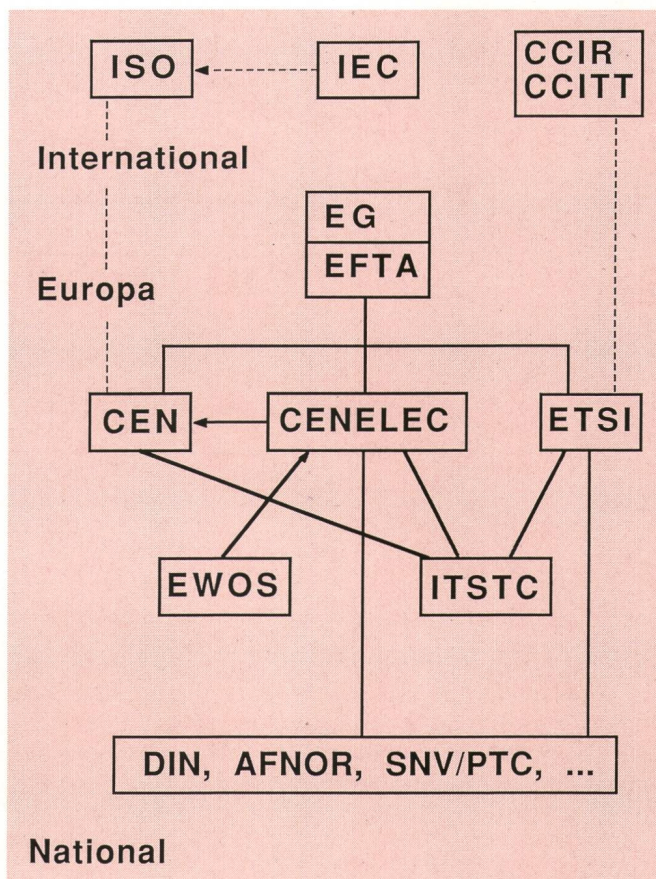 ISO
IEC
CCIR
CCITT
International
EG
EFTA
Europa
CEN
CENELEC
ETSI
EWOS
ITSTC
DIN, AFNOR, SNV/PTC, ...
National